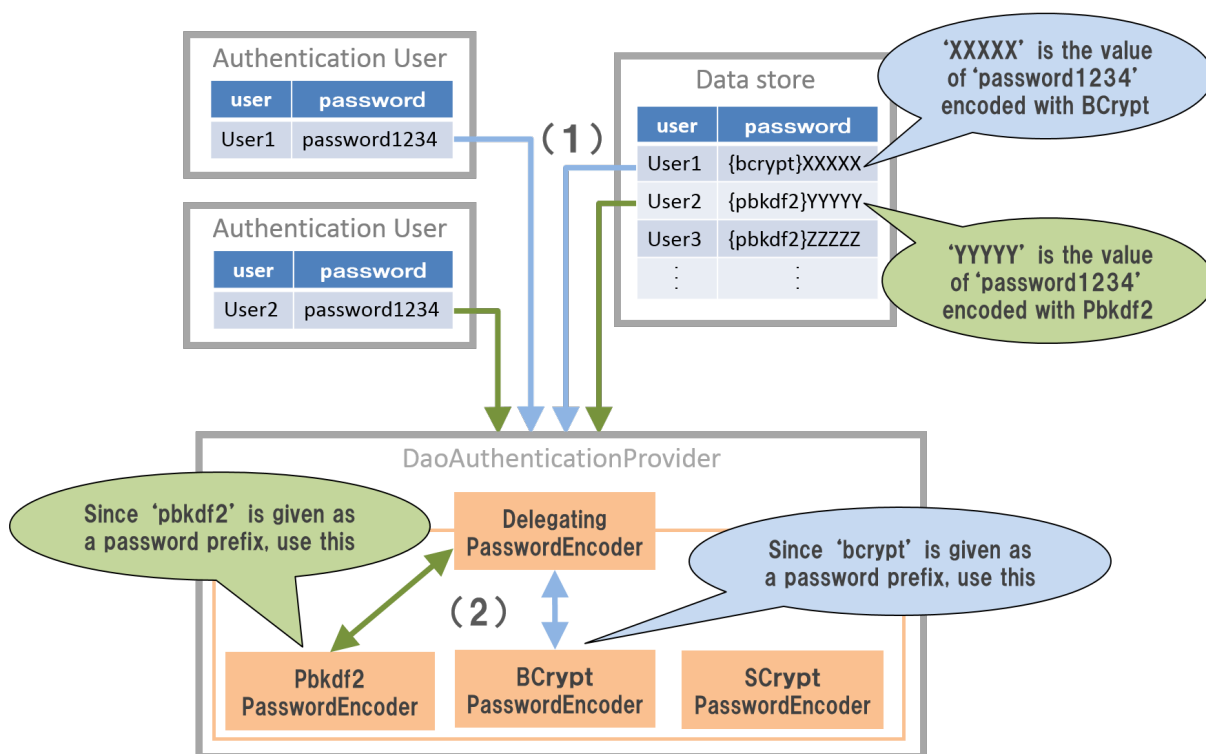 Authentication User
user password
User1 password1234
Authentication User
user password
User2 password1234
(1)
Data store
user password
User1 {bcrypt}XXXXX
User2 {pbkdf2}YYYYY
User3 {pbkdf2}ZZZZZ
⋮ ⋮
‘XXXXX’ is the value
of ‘password1234’
encoded with BCrypt
‘YYYYY’ is the value
of ‘password1234’
encoded with Pbkdf2
DaoAuthenticationProvider
Since ‘pbkdf2’ is given as
a password prefix, use this
Delegating
PasswordEncoder
Since ‘bcrypt’ is given as
a password prefix, use this
(2)
Pbkdf2
PasswordEncoder
BCrypt
PasswordEncoder
SCrypt
PasswordEncoder